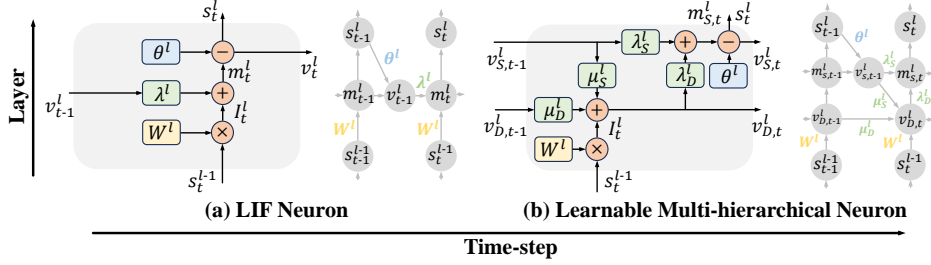 Layer
s_t^l
θ^l
−
v_t^l
m_t^l
v_{t-1}^l
λ^l
+
I_t^l
W^l
×
s_t^{l-1}
s_{t-1}^l
s_t^l
θ^l
m_{t-1}^l
v_{t-1}^l
λ^l
m_t^l
W^l
W^l
s_{t-1}^{l-1}
s_t^{l-1}
(a) LIF Neuron
m_{S,t}^l
s_t^l
v_{S,t-1}^l
λ_S^l
+
−
v_{S,t}^l
μ_S^l
λ_D^l
θ^l
v_{D,t-1}^l
μ_D^l
+
v_{D,t}^l
I_t^l
W^l
×
s_t^{l-1}
s_{t-1}^l
s_t^l
θ^l
m_{S,t-1}^l
v_{S,t-1}^l
λ_S^l
m_{S,t}^l
μ_S^l
λ_D^l
v_{D,t-1}^l
μ_D^l
v_{D,t}^l
W^l
W^l
s_{t-1}^{l-1}
s_t^{l-1}
(b) Learnable Multi-hierarchical Neuron
Time-step